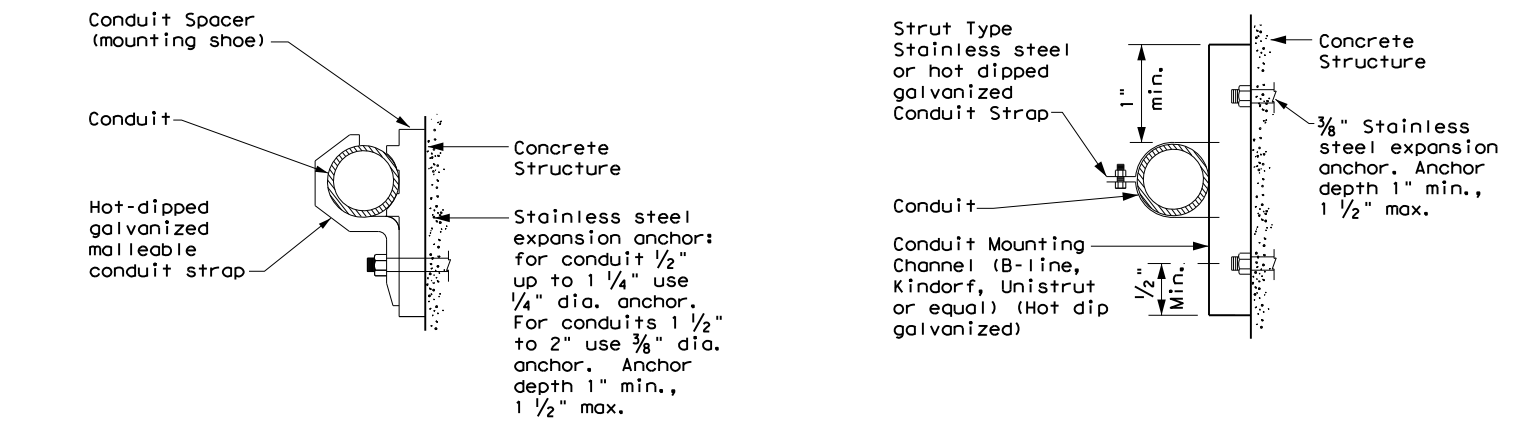 Conduit Spacer
(mounting shoe)
Conduit
Hot-dipped
galvanized
malleable
conduit strap
Concrete
Structure
Stainless steel
expansion anchor:
for conduit 1/2"
up to 1 1/4" use
1/4" dia. anchor.
For conduits 1 1/2"
to 2" use 3/8" dia.
anchor. Anchor
depth 1" min.,
1 1/2" max.
Strut Type
Stainless steel
or hot dipped
galvanized
Conduit Strap
1"
min.
Conduit
Conduit Mounting
Channel (B-line,
Kindorf, Unistrut
or equal) (Hot dip
galvanized)
1/2"
Min.
Concrete
Structure
3/8" Stainless
steel expansion
anchor. Anchor
depth 1" min.,
1 1/2" max.